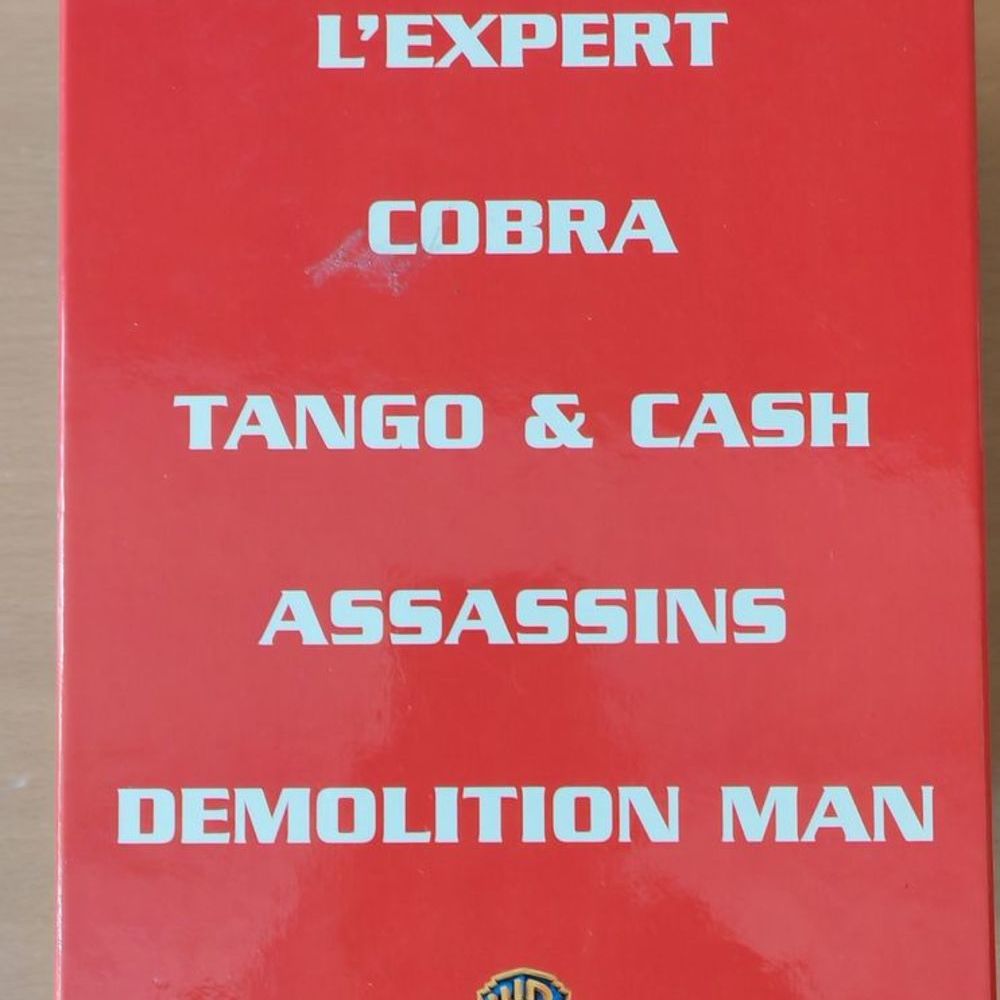 L'EXPERT
COBRA
TANGO & CASH
ASSASSINS
DEMOLITION MAN